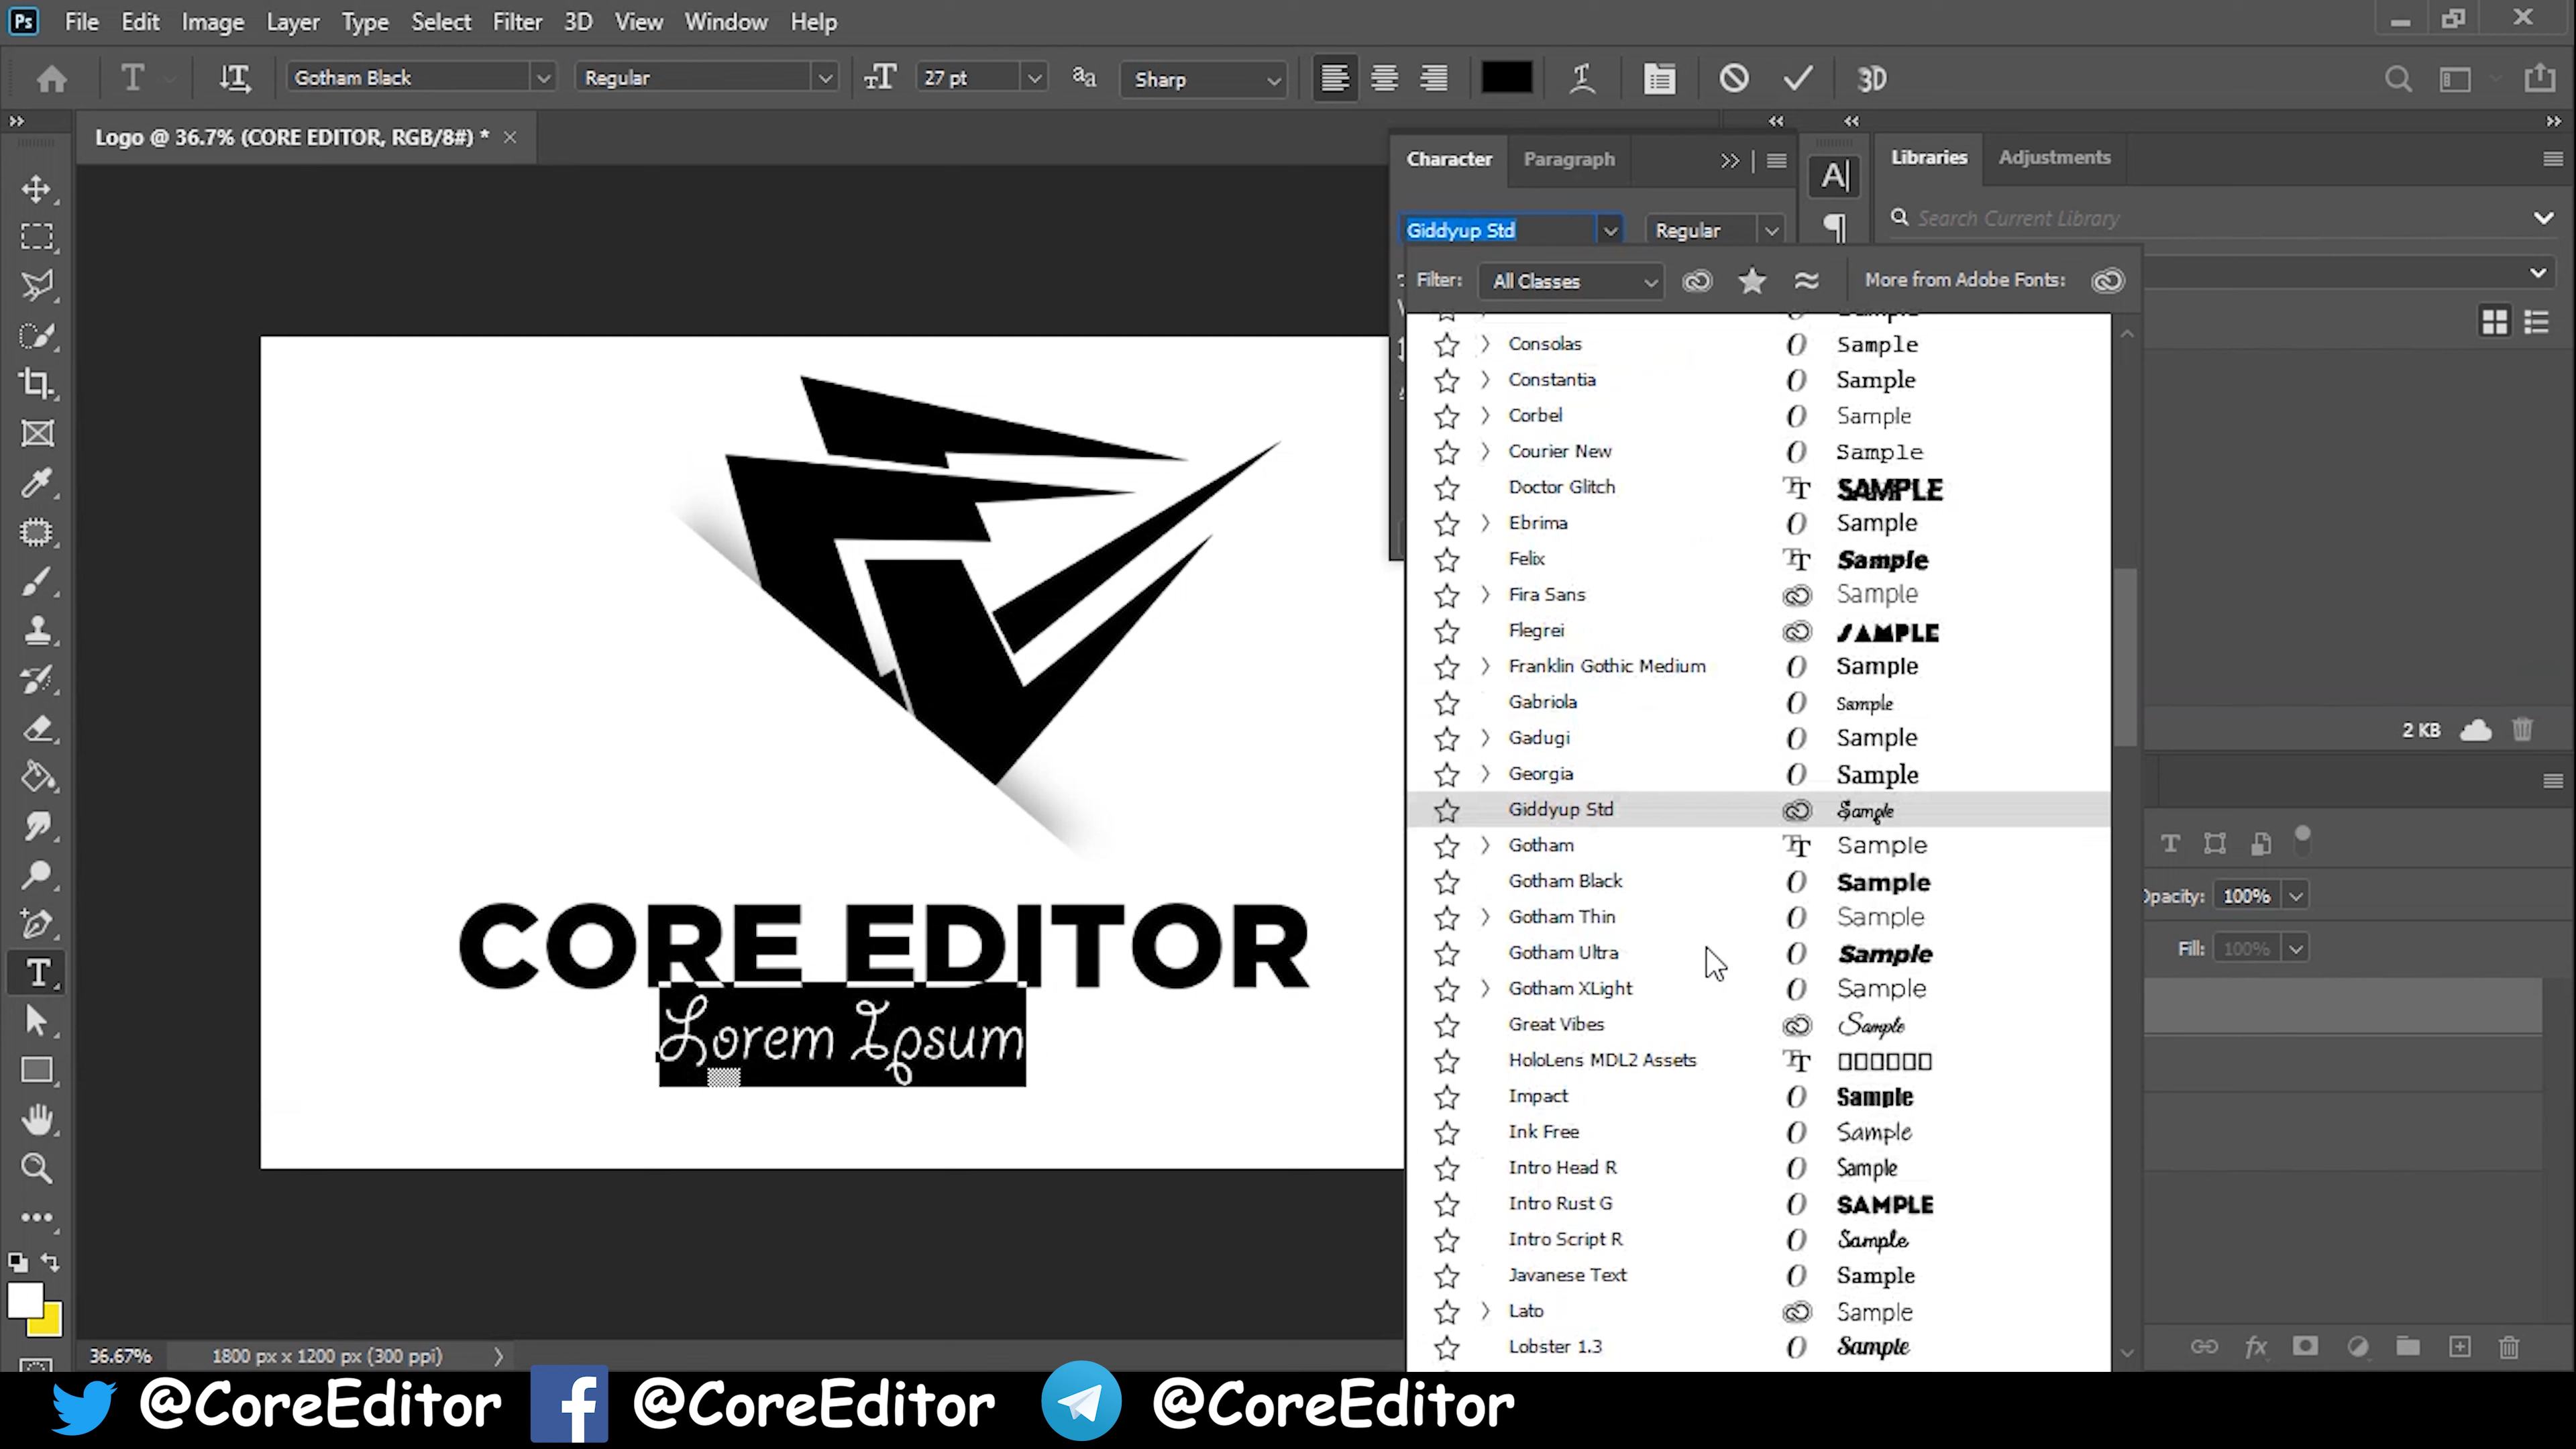 Ps File Edit Image Layer Type Select Filter 3D View Window Help
Gotham Black Regular 27 pt Sharp 3D
Logo @ 36.7% (CORE EDITOR, RGB/8#) *
Character Paragraph
Libraries Adjustments
Giddyup Std Regular
Search Current Library
Filter: All Classes More from Adobe Fonts:
Consolas Sample
Constantia Sample
Corbel Sample
Courier New Sample
Doctor Glitch SAMPLE
Ebrima Sample
Felix Sample
Fira Sans Sample
Flegrei SAMPLE
Franklin Gothic Medium Sample
Gabriola Sample
Gadugi Sample
Georgia Sample
Giddyup Std Sample
Gotham Sample
Gotham Black Sample
Gotham Thin Sample
Gotham Ultra Sample
Gotham XLight Sample
Great Vibes Sample
HoloLens MDL2 Assets
Impact Sample
Ink Free Sample
Intro Head R Sample
Intro Rust G SAMPLE
Intro Script R Sample
Javanese Text Sample
Lato Sample
Lobster 1.3 Sample
2 KB
Opacity: 100%
Fill: 100%
CORE EDITOR
Lorem Ipsum
36.67% 1800 px x 1200 px (300 ppi)
@CoreEditor @CoreEditor @CoreEditor